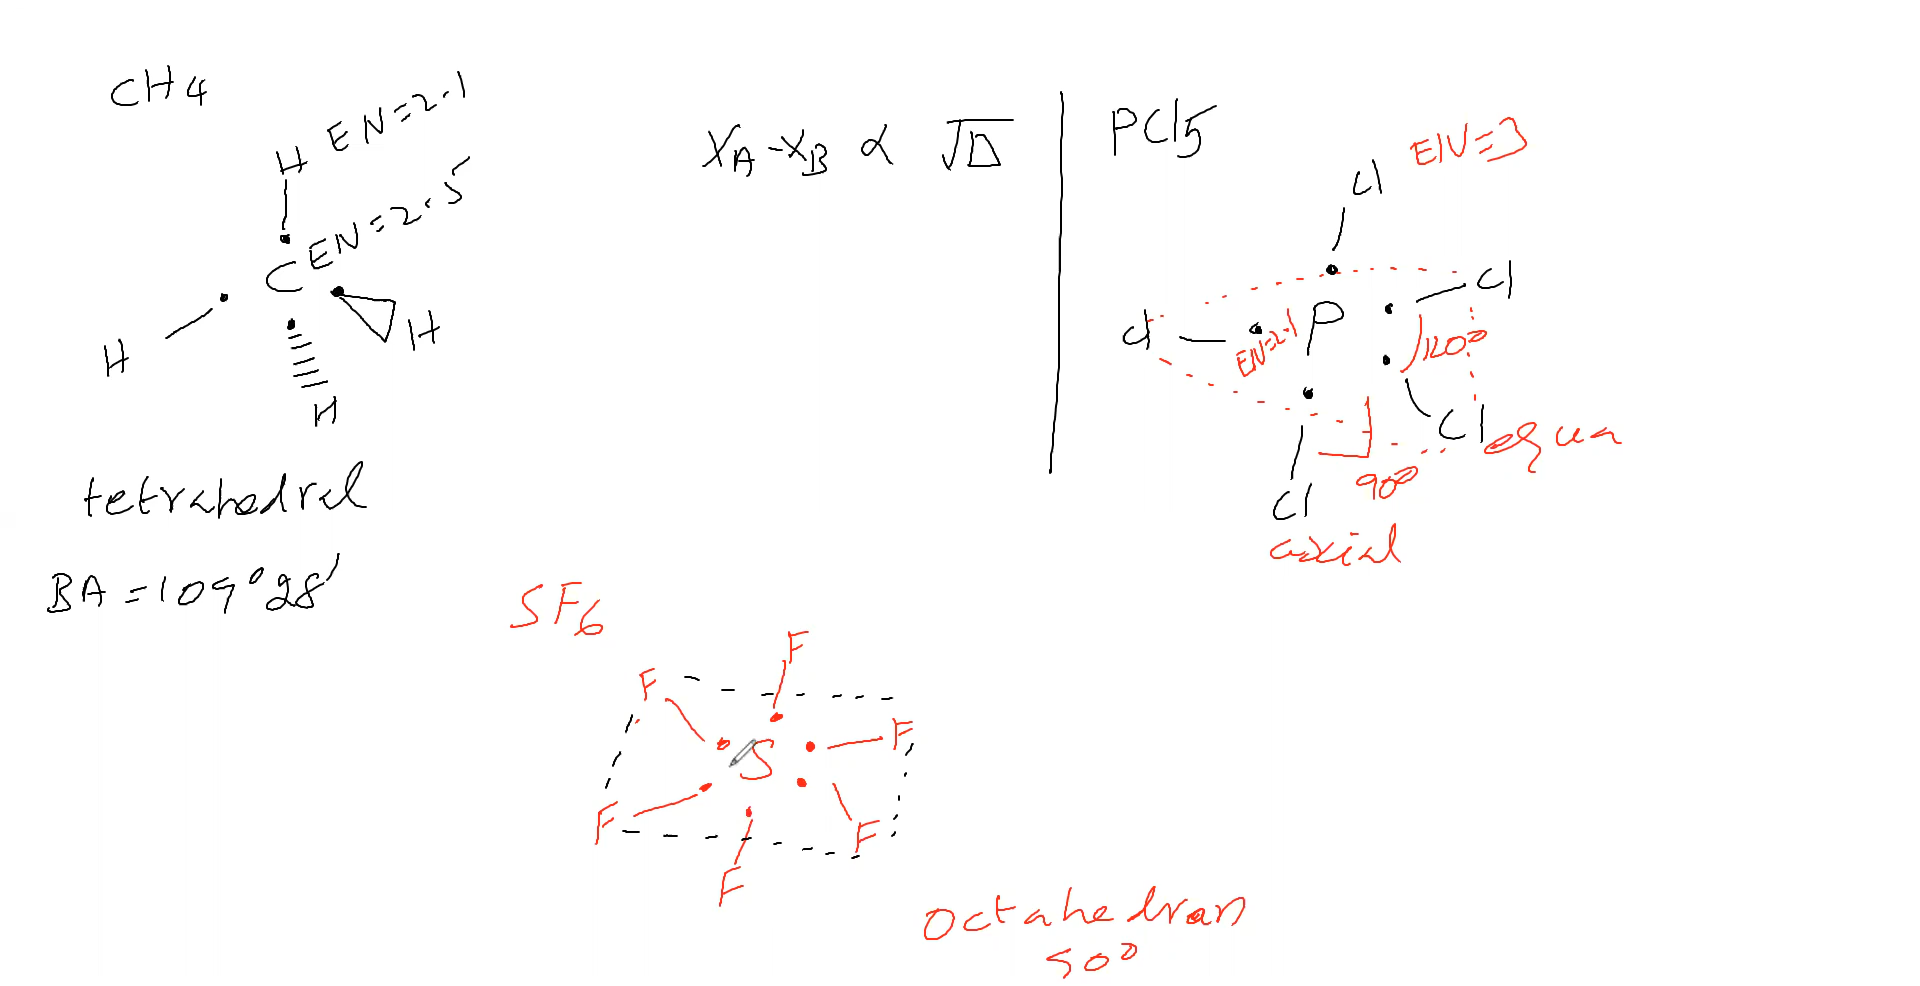 CH4
H EN=2.1
C EN=2.5
H
H
H
tetrahedral
BA=109°28'
XA-XB ∝ √Δ
PCl5
Cl EN=3
Cl
Cl
EN=2.1
P
120°
Cl
equa
90°
Cl
axial
SF6
F
F
F
S
F
F
F
Octahedran
90°